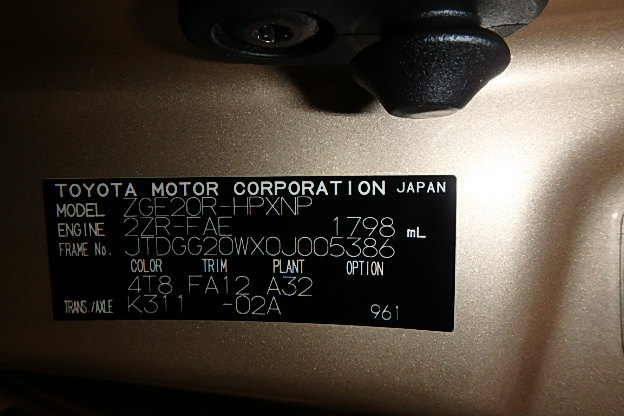 TOYOTA MOTOR CORPORATION JAPAN
MODEL ZGE20R-HPXNP
ENGINE 2ZR-FAE 1798 mL
FRAME No. JTDGG20WX0J005386
COLOR TRIM PLANT OPTION
4T8 FA12 A32
TRANS./AXLE K311 -02A 961